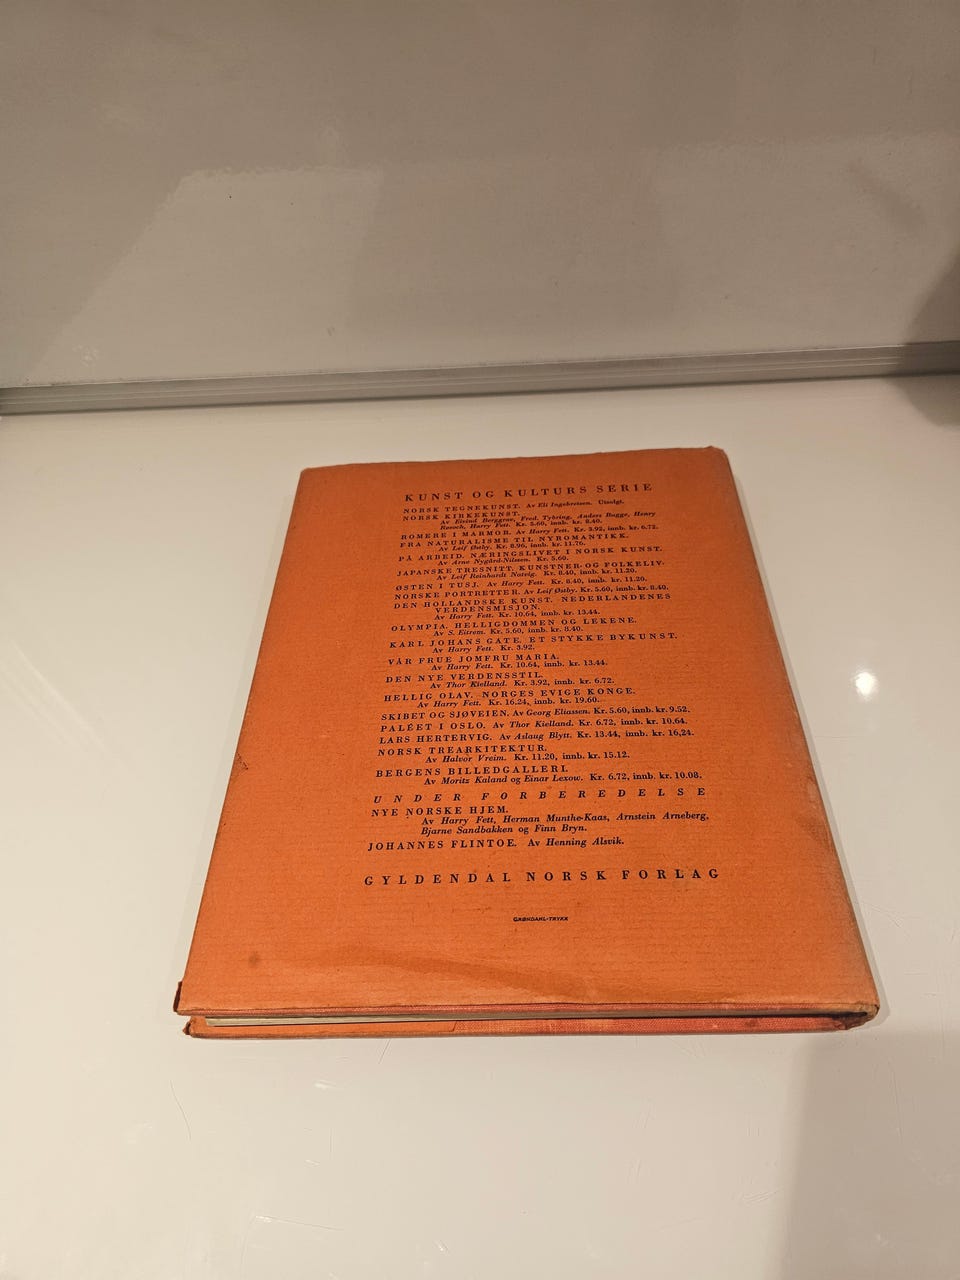 KUNST OG KULTURS SERIE
NORSK TEGNEKUNST. Av Eli Ingebretsen. Utsolgt.
NORSK KIRKEKUNST.
Av Eivind Berggrav, Fred. Tybring, Anders Bugge, Henry
Rosoch, Harry Fett. Kr. 5.60, innb. kr. 8.40.
ROMERE I MARMOR. Av Harry Fett. Kr. 3.92, innb. kr. 6.72.
FRA NATURALISME TIL NYROMANTIKK.
Av Leif Østby. Kr. 8.96, innb. kr. 11.76.
PÅ ARBEID. NÆRINGSLIVET I NORSK KUNST.
Av Arne Nygård-Nilssen. Kr. 5.60.
JAPANSKE TRESNITT. KUNSTNER- OG FOLKELIV.
Av Leif Reinhardt Natvig. Kr. 8.40, innb. kr. 11.20.
ØSTEN I TUSJ. Av Harry Fett. Kr. 8.40, innb. kr. 11.20.
NORSKE PORTRETTER. Av Leif Østby. Kr. 5.60, innb. kr. 8.40.
DEN HOLLANDSKE KUNST. NEDERLANDENES
VERDENSMISJON.
Av Harry Fett. Kr. 10.64, innb. kr. 13.44.
OLYMPIA. HELLIGDOMMEN OG LEKENE.
Av S. Eitrem. Kr. 5.60, innb. kr. 8.40.
KARL JOHANS GATE. ET STYKKE BYKUNST.
Av Harry Fett. Kr. 3.92.
VÅR FRUE JOMFRU MARIA.
Av Harry Fett. Kr. 10.64, innb. kr. 13.44.
DEN NYE VERDENSSTIL.
Av Thor Kielland. Kr. 3.92, innb. kr. 6.72.
HELLIG OLAV. NORGES EVIGE KONGE.
Av Harry Fett. Kr. 16.24, innb. kr. 19.60.
SKIBET OG SJØVEIEN. Av Georg Eliassen. Kr. 5.60, innb. kr. 9.52.
PALÉET I OSLO. Av Thor Kielland. Kr. 6.72, innb. kr. 10.64.
LARS HERTERVIG. Av Aslaug Blytt. Kr. 13.44, innb. kr. 16,24.
NORSK TREARKITEKTUR.
Av Halvor Vreim. Kr. 11.20, innb. kr. 15.12.
BERGENS BILLEDGALLERI.
Av Moritz Kaland og Einar Lexow. Kr. 6.72, innb. kr. 10.08.
UNDER FORBEREDELSE
NYE NORSKE HJEM.
Av Harry Fett, Herman Munthe-Kaas, Arnstein Arneberg,
Bjarne Sandbakken og Finn Bryn.
JOHANNES FLINTOE. Av Henning Alsvik.
GYLDENDAL NORSK FORLAG
GRØNDAHL-TRYKK